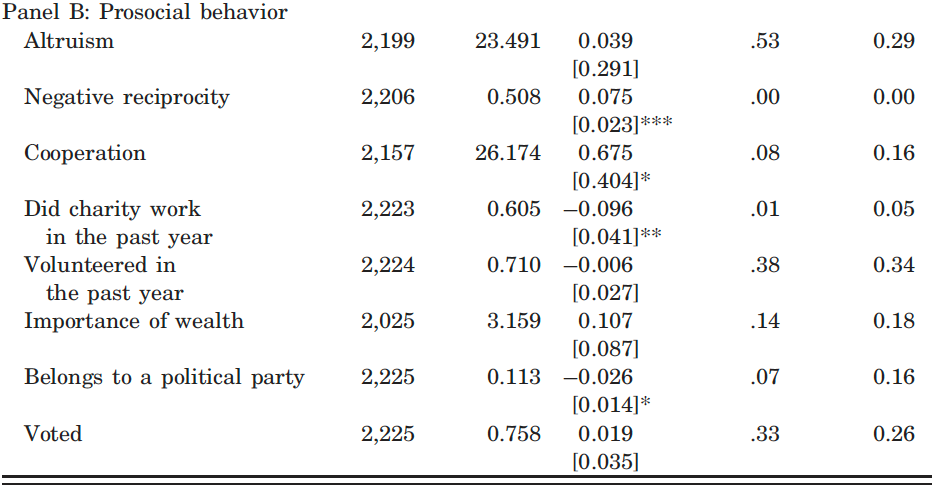 Panel B: Prosocial behavior
Altruism 2,199 23.491 0.039 .53 0.29
[0.291]
Negative reciprocity 2,206 0.508 0.075 .00 0.00
[0.023]***
Cooperation 2,157 26.174 0.675 .08 0.16
[0.404]*
Did charity work 2,223 0.605 −0.096 .01 0.05
in the past year [0.041]**
Volunteered in 2,224 0.710 −0.006 .38 0.34
the past year [0.027]
Importance of wealth 2,025 3.159 0.107 .14 0.18
[0.087]
Belongs to a political party 2,225 0.113 −0.026 .07 0.16
[0.014]*
Voted 2,225 0.758 0.019 .33 0.26
[0.035]